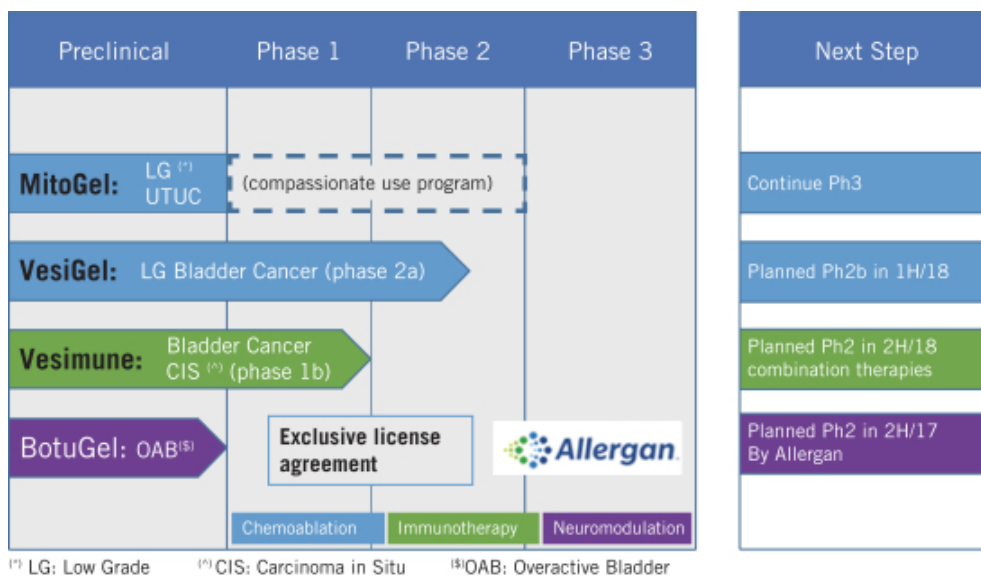 Preclinical Phase 1 Phase 2 Phase 3 Next Step
MitoGel: LG (*)
UTUC
(compassionate use program)
Continue Ph3
VesiGel: LG Bladder Cancer (phase 2a)
Planned Ph2b in 1H/18
Vesimune: Bladder Cancer
CIS (^) (phase 1b)
Planned Ph2 in 2H/18
combination therapies
BotuGel: OAB($)
Exclusive license
agreement
Allergan
Planned Ph2 in 2H/17
By Allergan
Chemoablation Immunotherapy Neuromodulation
(*) LG: Low Grade (^) CIS: Carcinoma in Situ ($)OAB: Overactive Bladder